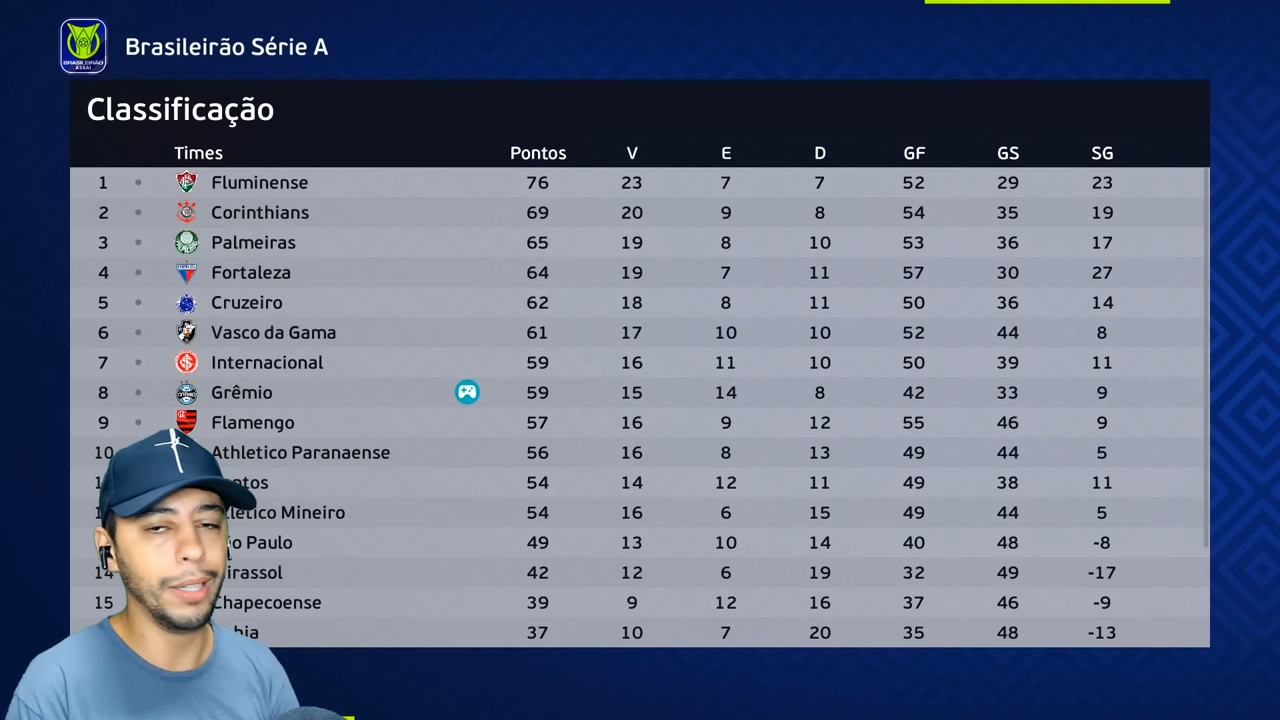 Brasileirão Série A
BRASILEIRÃO
ASSAÍ
Classificação
Times Pontos V E D GF GS SG
1 Fluminense 76 23 7 7 52 29 23
2 Corinthians 69 20 9 8 54 35 19
3 Palmeiras 65 19 8 10 53 36 17
4 Fortaleza 64 19 7 11 57 30 27
5 Cruzeiro 62 18 8 11 50 36 14
6 Vasco da Gama 61 17 10 10 52 44 8
7 Internacional 59 16 11 10 50 39 11
8 Grêmio 59 15 14 8 42 33 9
9 Flamengo 57 16 9 12 55 46 9
10 Athletico Paranaense 56 16 8 13 49 44 5
54 14 12 11 49 38 11
Mineiro 54 16 6 15 49 44 5
Paulo 49 13 10 14 40 48 -8
14 irassol 42 12 6 19 32 49 -17
15 Chapecoense 39 9 12 16 37 46 -9
37 10 7 20 35 48 -13